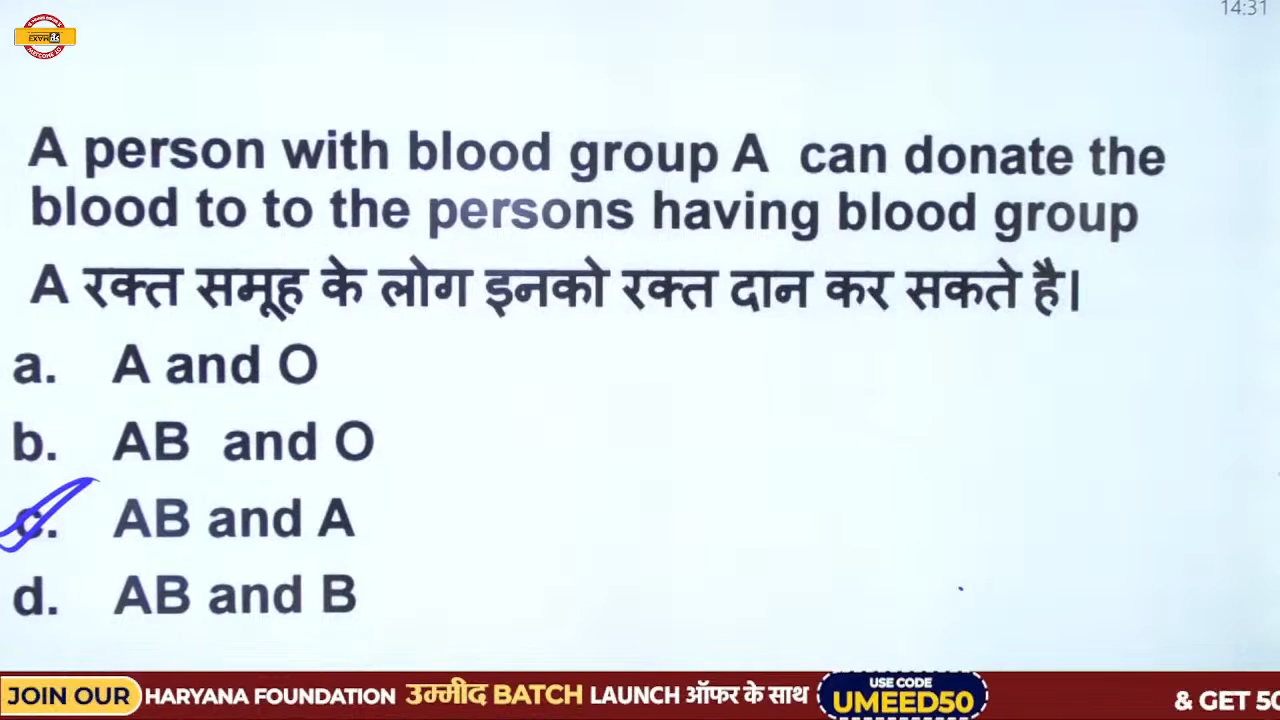 14:31
A person with blood group A can donate the
blood to to the persons having blood group
A रक्त समूह के लोग इनको रक्त दान कर सकते है।
a. A and O
b. AB and O
c. AB and A
d. AB and B
JOIN OUR HARYANA FOUNDATION उम्मीद BATCH LAUNCH ऑफर के साथ USE CODE UMEED50 & GET 50